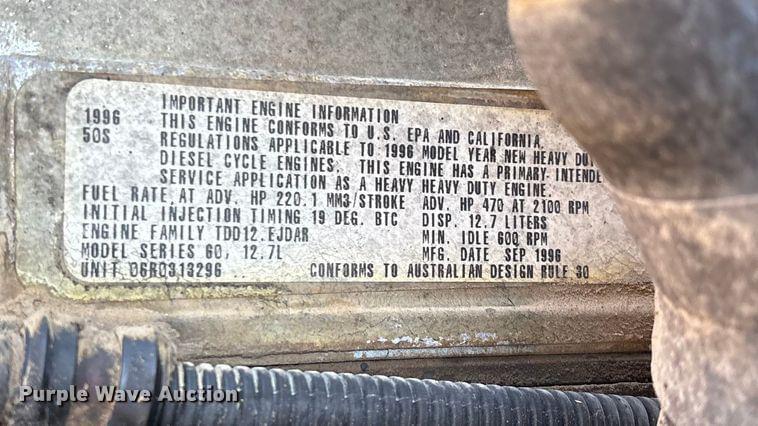 1996
50S
IMPORTANT ENGINE INFORMATION
THIS ENGINE CONFORMS TO U.S. EPA AND CALIFORNIA
REGULATIONS APPLICABLE TO 1996 MODEL YEAR NEW HEAVY DUT
DIESEL CYCLE ENGINES. THIS ENGINE HAS A PRIMARY INTENDE
SERVICE APPLICATION AS A HEAVY HEAVY DUTY ENGINE.
FUEL RATE AT ADV. HP 220.1 MM3/STROKE ADV. HP 470 AT 2100 RPM
INITIAL INJECTION TIMING 19 DEG. BTC DISP. 12.7 LITERS
ENGINE FAMILY TDD12.EJDAR MIN. IDLE 600 RPM
MODEL SERIES 60, 12.7L MFG. DATE SEP 1996
UNIT 06R0313296 CONFORMS TO AUSTRALIAN DESIGN RULE 30
Purple Wave Auction